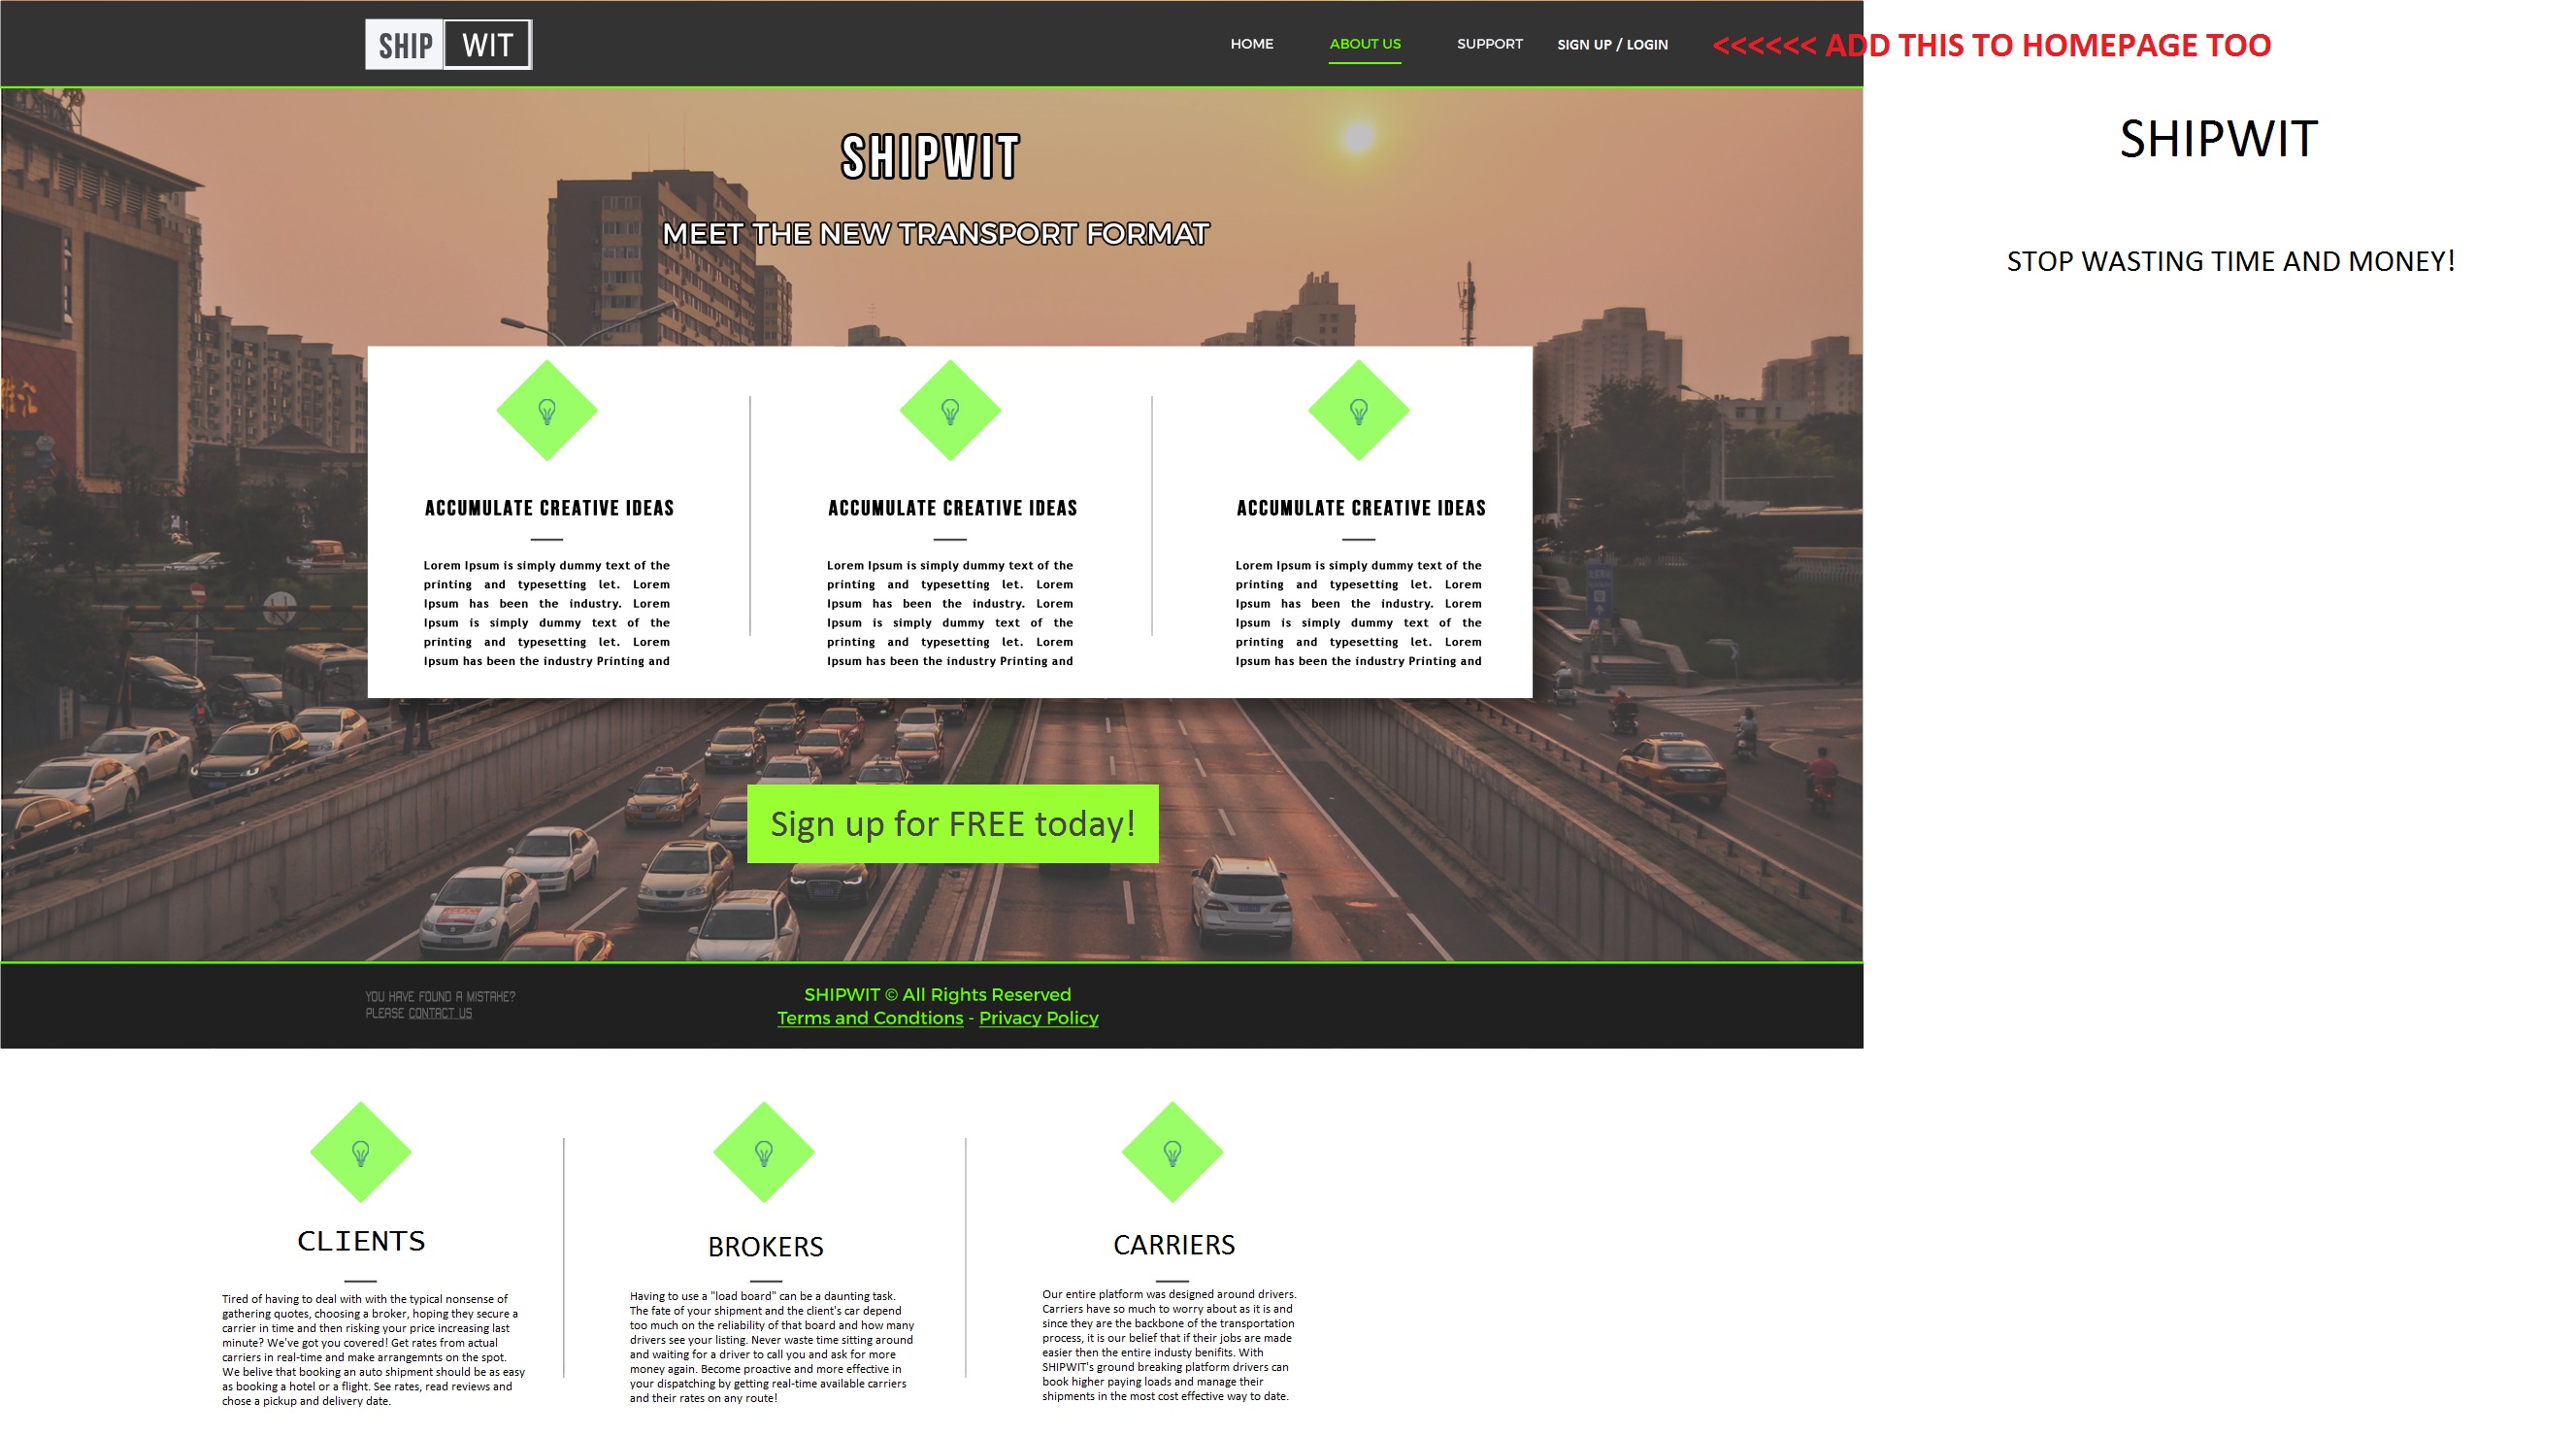 SHIP WIT
HOME ABOUT US SUPPORT SIGN UP / LOGIN <<<<<< ADD THIS TO HOMEPAGE TOO
SHIPWIT
MEET THE NEW TRANSPORT FORMAT
SHIPWIT
STOP WASTING TIME AND MONEY!
ACCUMULATE CREATIVE IDEAS
Lorem Ipsum is simply dummy text of the
printing and typesetting let. Lorem
Ipsum has been the industry. Lorem
Ipsum is simply dummy text of the
printing and typesetting let. Lorem
Ipsum has been the industry Printing and
ACCUMULATE CREATIVE IDEAS
Lorem Ipsum is simply dummy text of the
printing and typesetting let. Lorem
Ipsum has been the industry. Lorem
Ipsum is simply dummy text of the
printing and typesetting let. Lorem
Ipsum has been the industry Printing and
ACCUMULATE CREATIVE IDEAS
Lorem Ipsum is simply dummy text of the
printing and typesetting let. Lorem
Ipsum has been the industry. Lorem
Ipsum is simply dummy text of the
printing and typesetting let. Lorem
Ipsum has been the industry Printing and
Sign up for FREE today!
YOU HAVE FOUND A MISTAKE?
PLEASE CONTACT US
SHIPWIT © All Rights Reserved
Terms and Condtions - Privacy Policy
CLIENTS
Tired of having to deal with with the typical nonsense of
gathering quotes, choosing a broker, hoping they secure a
carrier in time and then risking your price increasing last
minute? We've got you covered! Get rates from actual
carriers in real-time and make arrangemnts on the spot.
We belive that booking an auto shipment should be as easy
as booking a hotel or a flight. See rates, read reviews and
chose a pickup and delivery date.
BROKERS
Having to use a "load board" can be a daunting task.
The fate of your shipment and the client's car depend
too much on the reliability of that board and how many
drivers see your listing. Never waste time sitting around
and waiting for a driver to call you and ask for more
money again. Become proactive and more effective in
your dispatching by getting real-time available carriers
and their rates on any route!
CARRIERS
Our entire platform was designed around drivers.
Carriers have so much to worry about as it is and
since they are the backbone of the transportation
process, it is our belief that if their jobs are made
easier then the entire industy benifits. With
SHIPWIT's ground breaking platform drivers can
book higher paying loads and manage their
shipments in the most cost effective way to date.